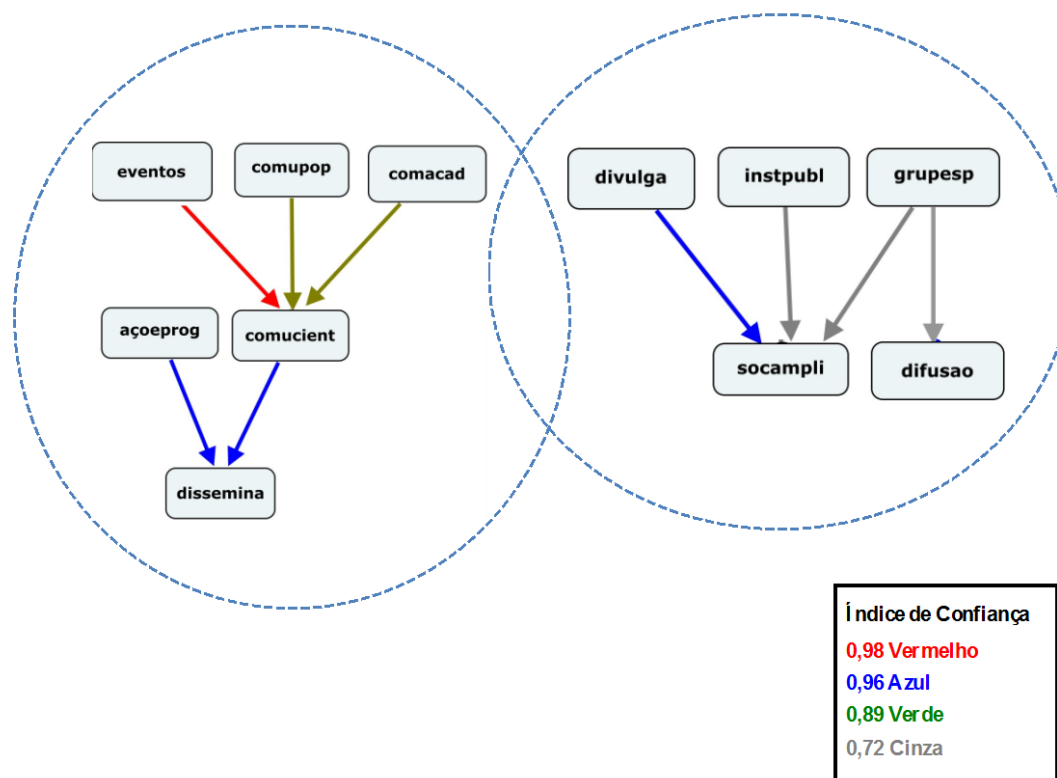 eventos
comupop
comacad
divulga
instpubl
grupesp
açoeprog
comucient
socampli
difusao
dissemina
Índice de Confiança
0,98 Vermelho
0,96 Azul
0,89 Verde
0,72 Cinza